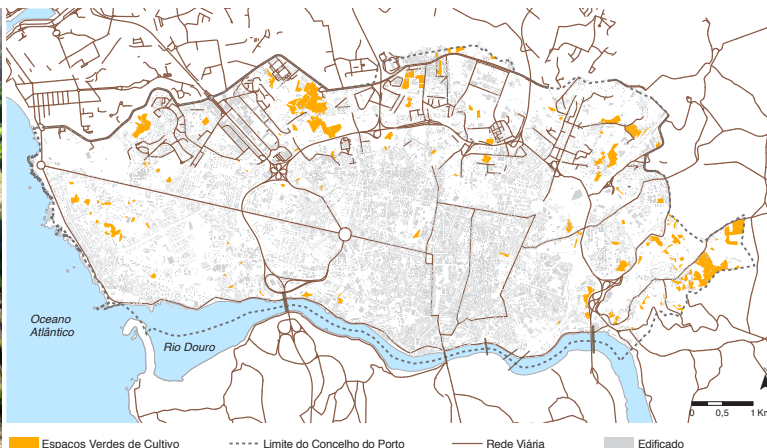 Oceano
Atlântico
Rio Douro
0 0,5 1 Km
Espaços Verdes de Cultivo
Limite do Concelho do Porto
Rede Viária
Edificado